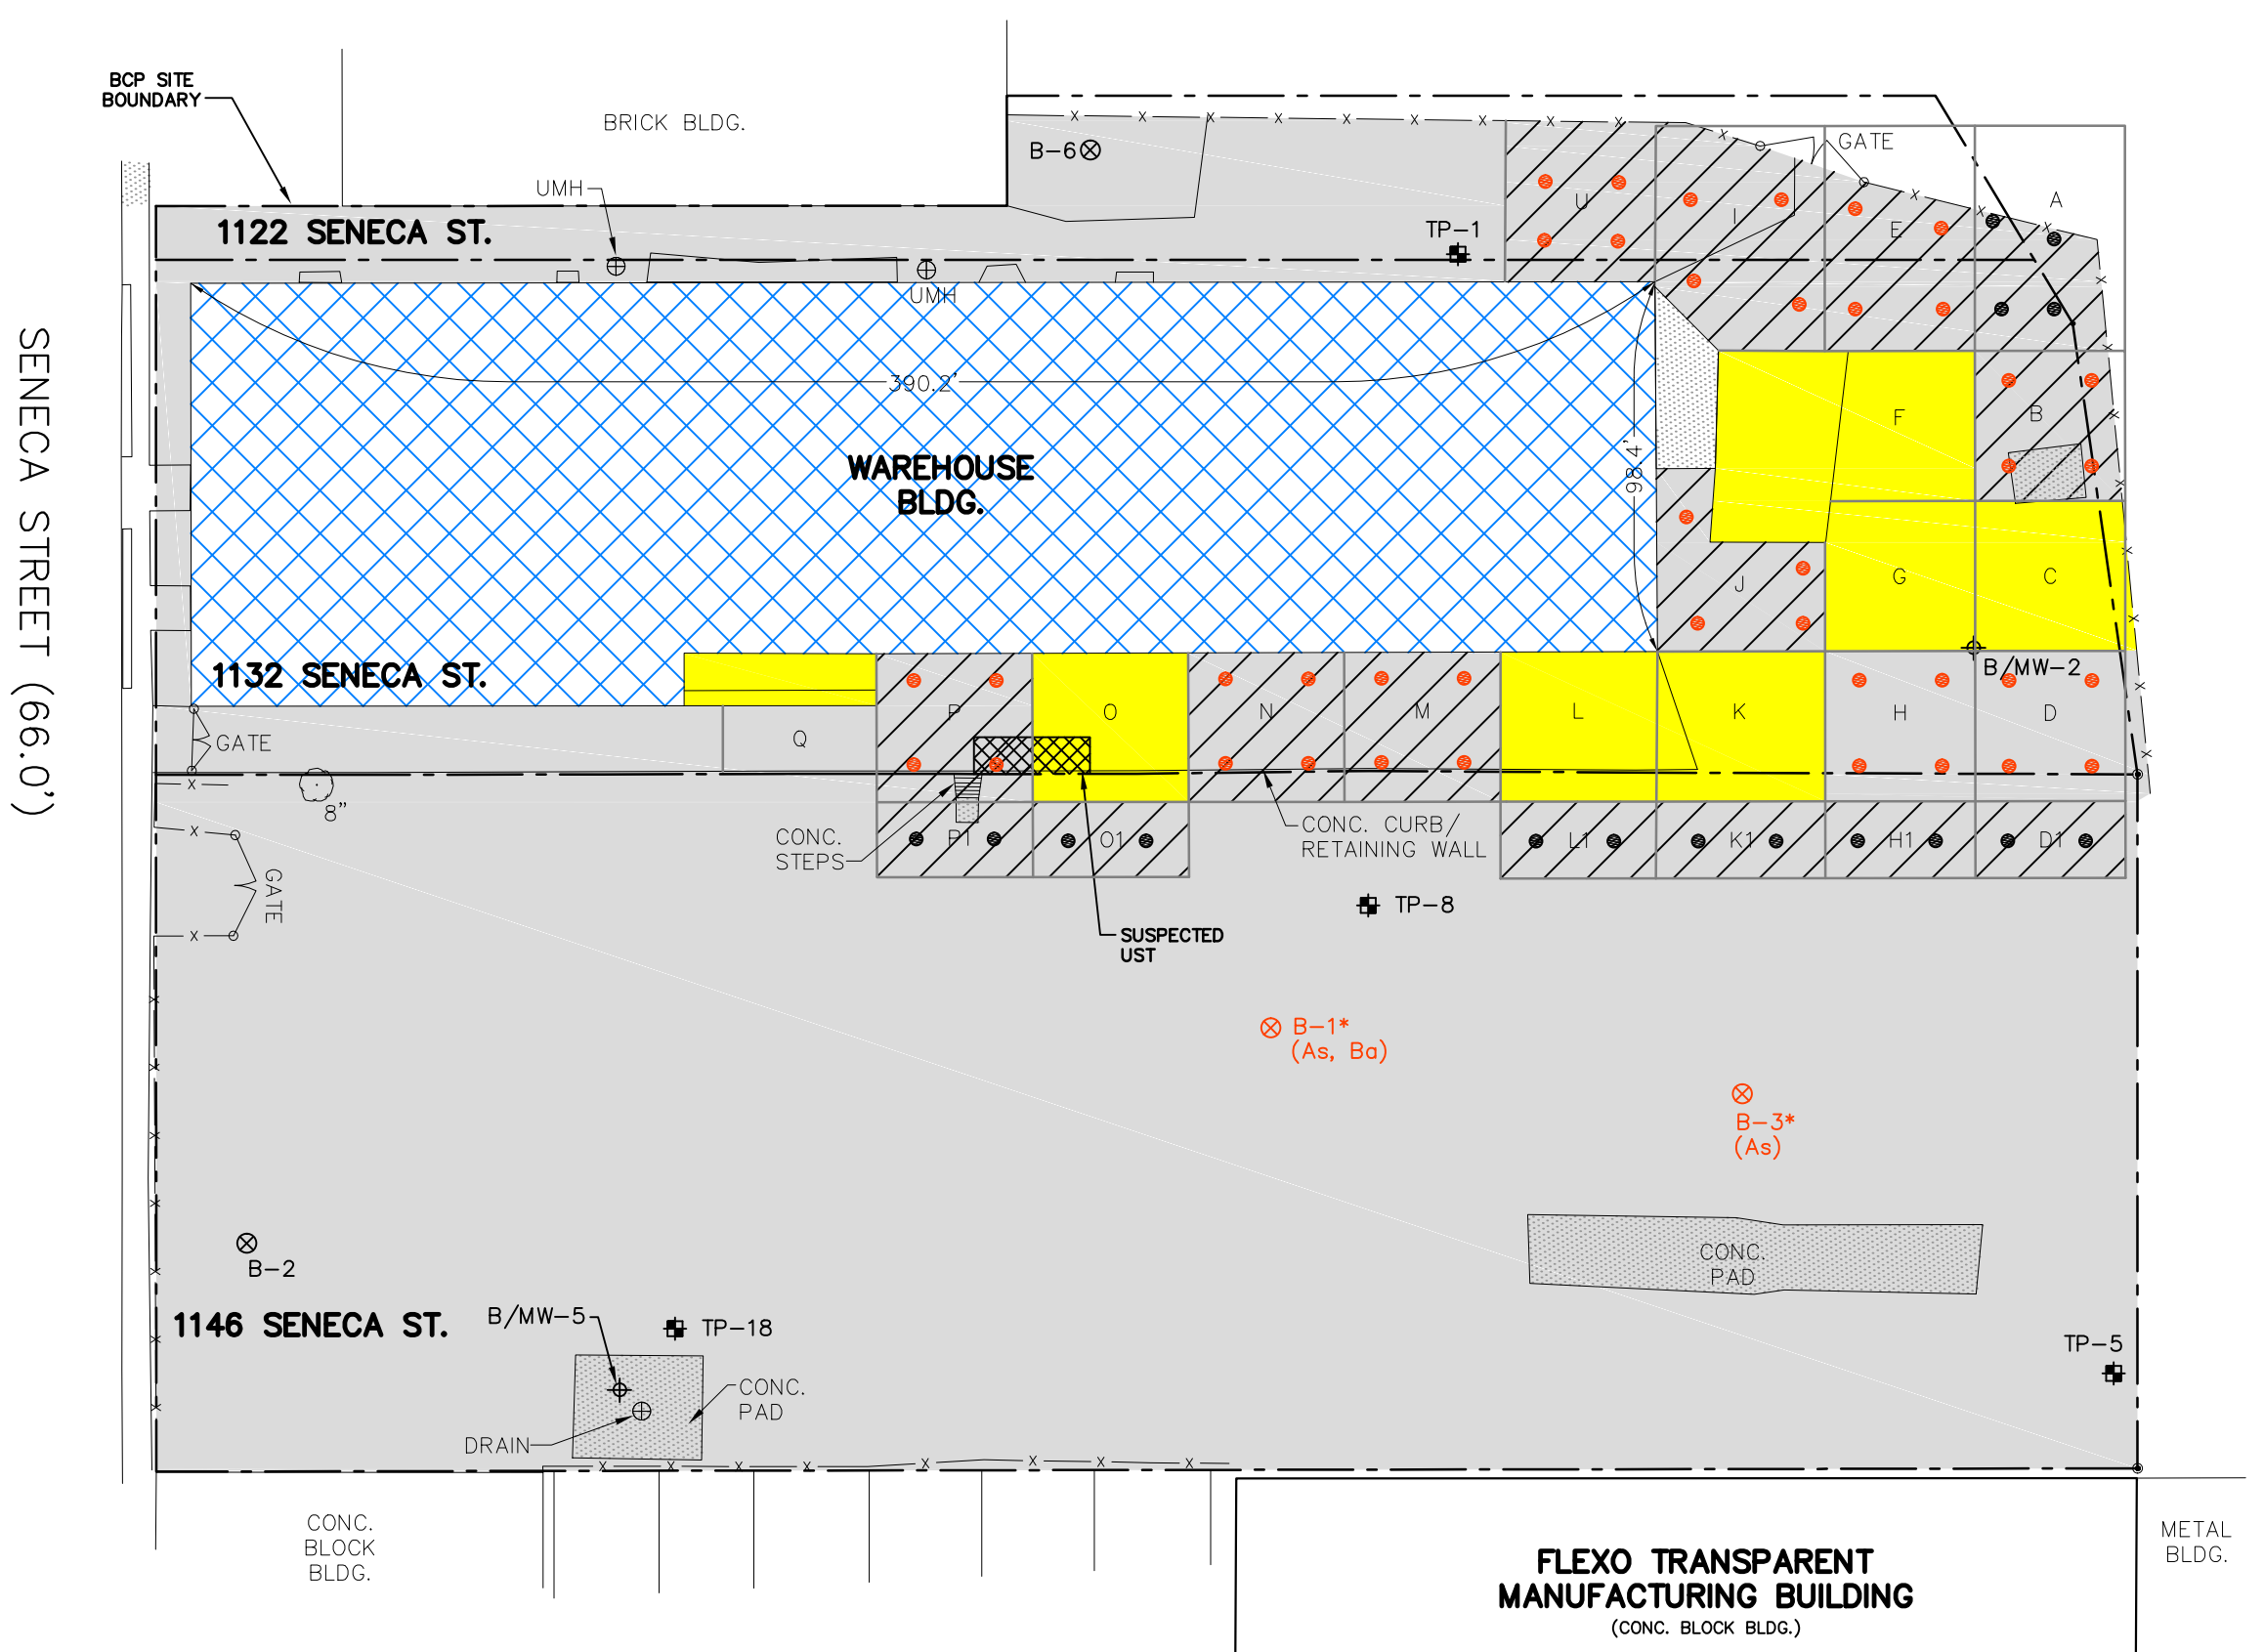 BCP SITE
BOUNDARY
BRICK BLDG.
B-6
GATE
A
UMH
1122 SENECA ST.
U
I
E
TP-1
UMH
390.2'
98.4'
WAREHOUSE
BLDG.
F
B
SENECA STREET (66.0')
J
G
C
1132 SENECA ST.
B/MW-2
P
O
N
M
L
K
H
D
Q
GATE
8"
CONC.
STEPS
P1
O1
CONC. CURB/
RETAINING WALL
L1
K1
H1
D1
GATE
TP-8
SUSPECTED
UST
B-1*
(As, Ba)
B-3*
(As)
B-2
CONC.
PAD
1146 SENECA ST.
B/MW-5
TP-18
TP-5
CONC.
PAD
DRAIN
CONC.
BLOCK
BLDG.
FLEXO TRANSPARENT
MANUFACTURING BUILDING
(CONC. BLOCK BLDG.)
METAL
BLDG.